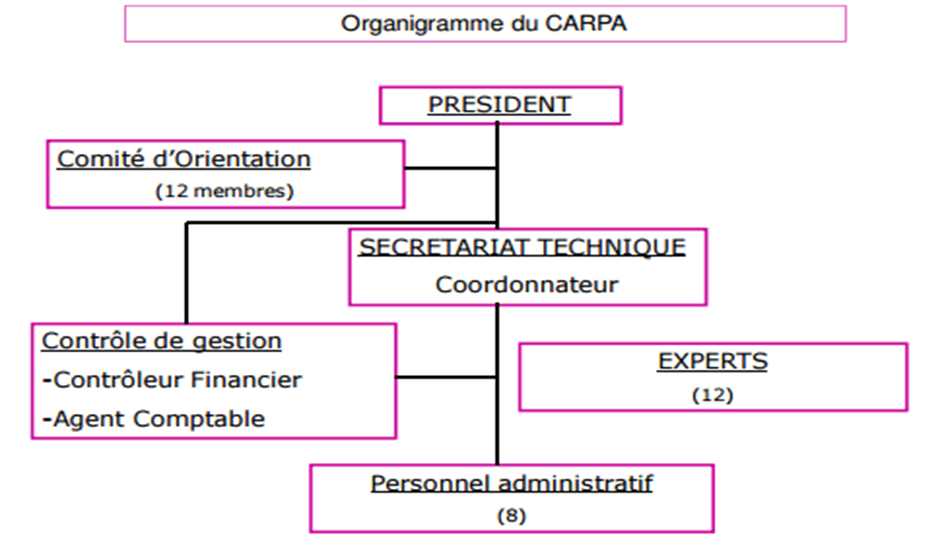 Organigramme du CARPA
PRESIDENT
Comité d’Orientation
(12 membres)
SECRETARIAT TECHNIQUE
Coordonnateur
Contrôle de gestion
-Contrôleur Financier
-Agent Comptable
EXPERTS
(12)
Personnel administratif
(8)